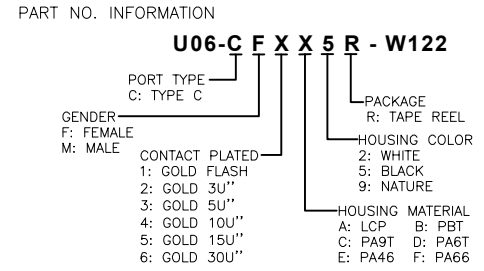 PART NO. INFORMATION
U06-C F X X 5 R - W122
PORT TYPE
C: TYPE C
GENDER
F: FEMALE
M: MALE
CONTACT PLATED
1: GOLD FLASH
2: GOLD 3U''
3: GOLD 5U''
4: GOLD 10U''
5: GOLD 15U''
6: GOLD 30U''
PACKAGE
R: TAPE REEL
HOUSING COLOR
2: WHITE
5: BLACK
9: NATURE
HOUSING MATERIAL
A: LCP B: PBT
C: PA9T D: PA6T
E: PA46 F: PA66